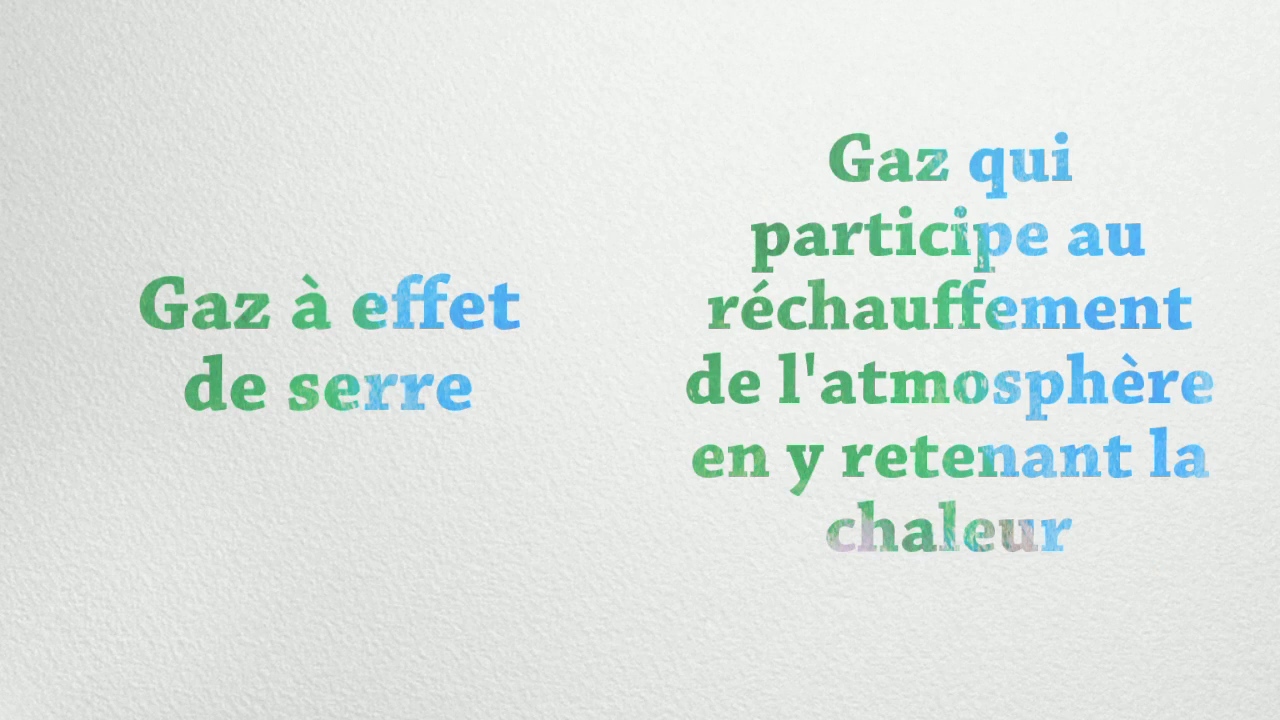 Gaz à effet
de serre
Gaz qui
participe au
réchauffement
de l'atmosphère
en y retenant la
chaleur